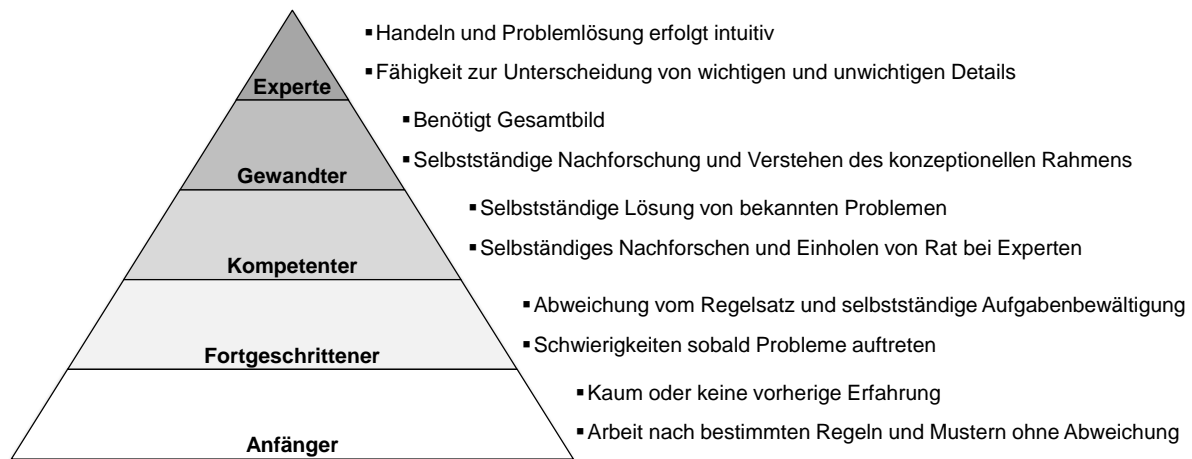 ▪Handeln und Problemlösung erfolgt intuitiv
▪Fähigkeit zur Unterscheidung von wichtigen und unwichtigen Details
Experte
▪Benötigt Gesamtbild
▪Selbstständige Nachforschung und Verstehen des konzeptionellen Rahmens
Gewandter
▪Selbstständige Lösung von bekannten Problemen
▪Selbständiges Nachforschen und Einholen von Rat bei Experten
Kompetenter
▪Abweichung vom Regelsatz und selbstständige Aufgabenbewältigung
▪Schwierigkeiten sobald Probleme auftreten
Fortgeschrittener
▪Kaum oder keine vorherige Erfahrung
▪Arbeit nach bestimmten Regeln und Mustern ohne Abweichung
Anfänger